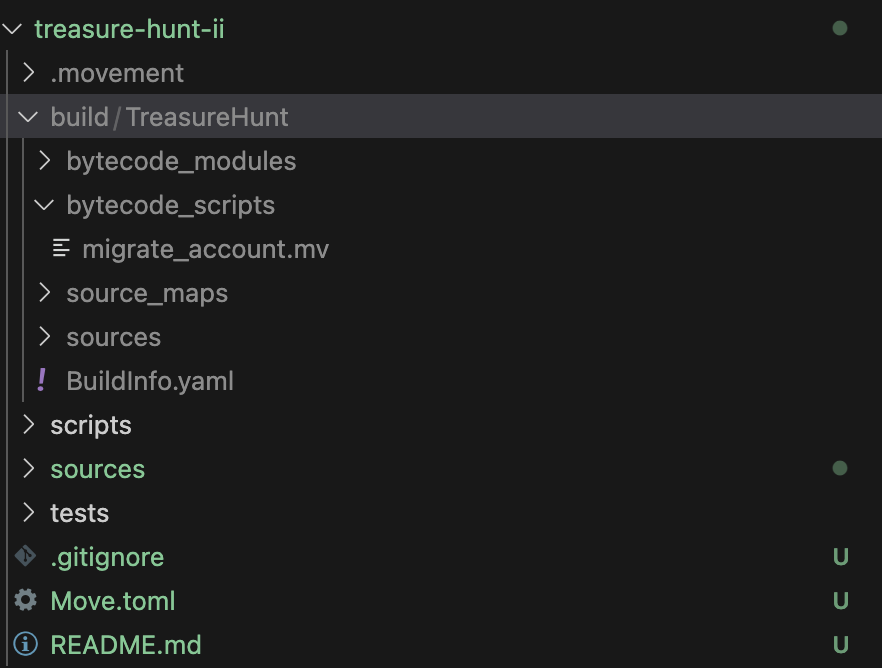 treasure-hunt-ii
.movement
build/TreasureHunt
bytecode_modules
bytecode_scripts
migrate_account.mv
source_maps
sources
! BuildInfo.yaml
scripts
sources
tests
.gitignore U
Move.toml U
README.md U